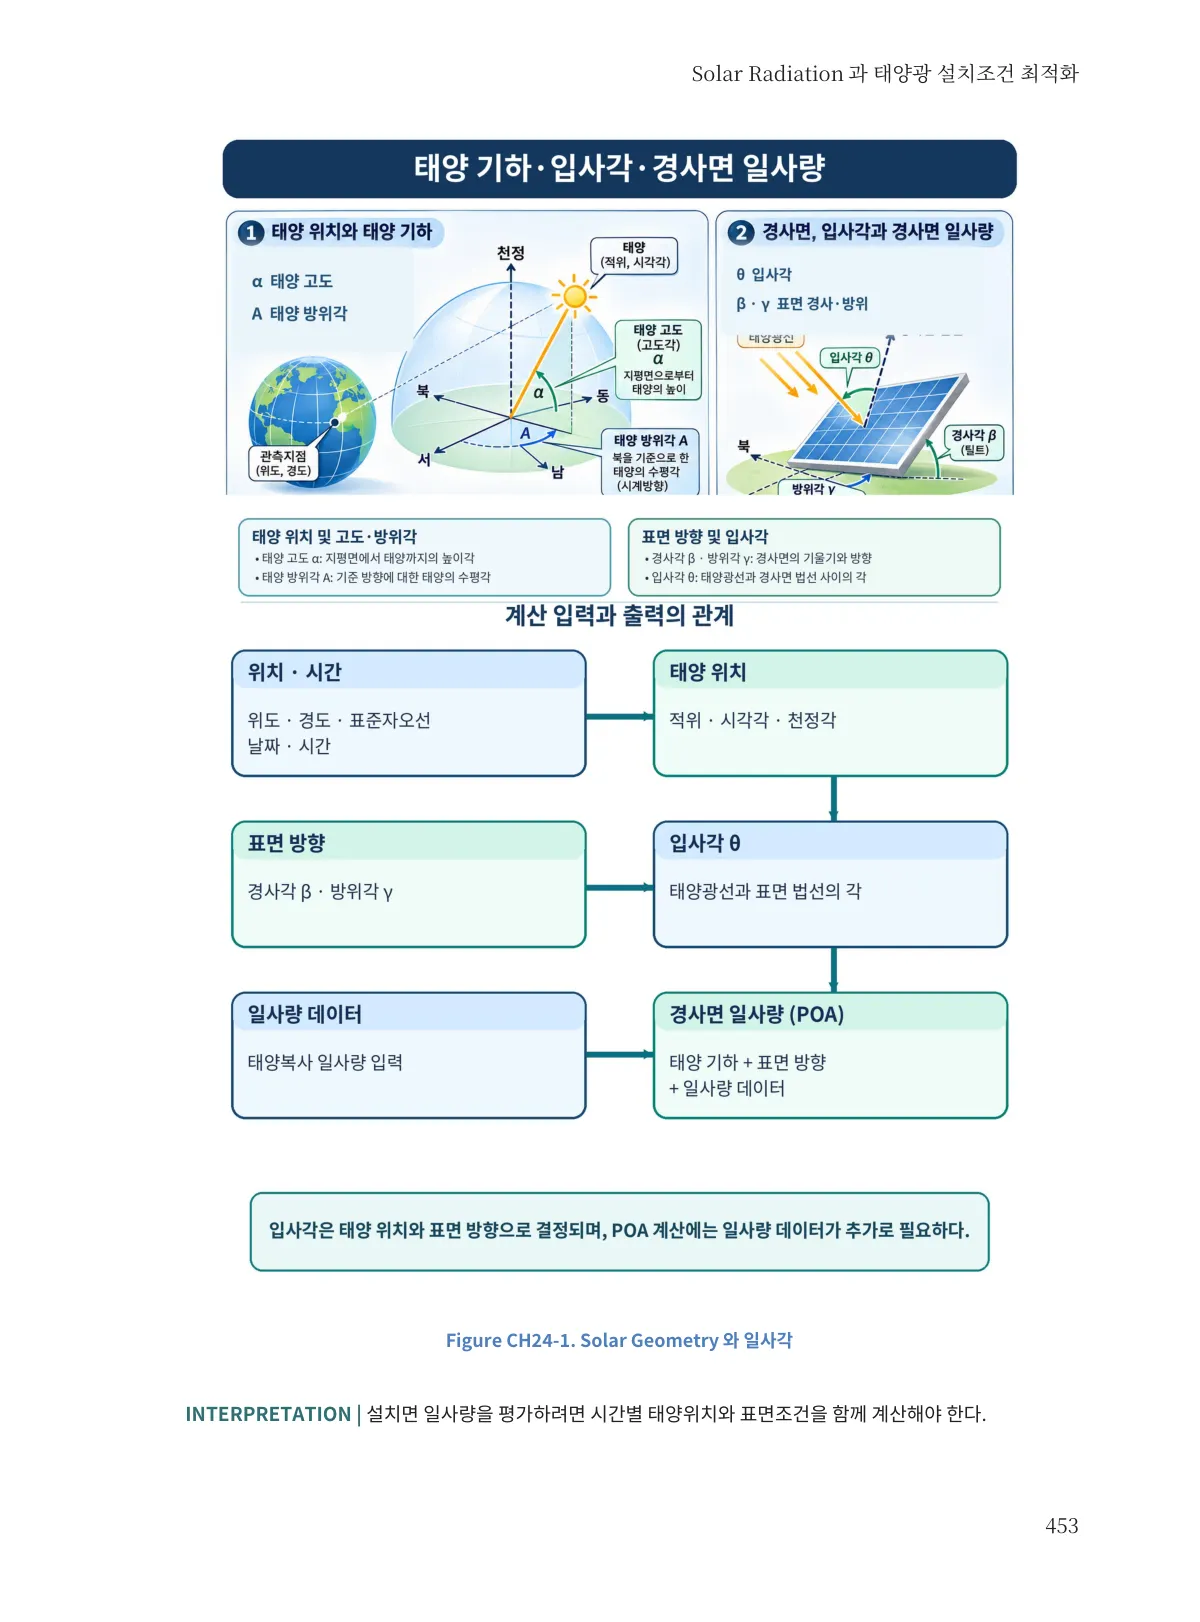 Solar Radiation 과 태양광 설치조건 최적화
태양 기하·입사각·경사면 일사량
1 태양 위치와 태양 기하
α 태양 고도
A 태양 방위각
천정
태양
(적위, 시각각)
태양 고도
(고도각)
α
지평면으로부터
태양의 높이
북
α
동
A
서
남
태양 방위각 A
북을 기준으로 한
태양의 수평각
(시계방향)
관측지점
(위도, 경도)
2 경사면, 입사각과 경사면 일사량
θ 입사각
β · γ 표면 경사·방위
태양광선
입사각 θ
북
경사각 β
(틸트)
방위각 γ
태양 위치 및 고도·방위각
• 태양 고도 α: 지평면에서 태양까지의 높이각
• 태양 방위각 A: 기준 방향에 대한 태양의 수평각
표면 방향 및 입사각
• 경사각 β · 방위각 γ: 경사면의 기울기와 방향
• 입사각 θ: 태양광선과 경사면 법선 사이의 각
계산 입력과 출력의 관계
위치 · 시간
위도 · 경도 · 표준자오선
날짜 · 시간
태양 위치
적위 · 시각각 · 천정각
표면 방향
경사각 β · 방위각 γ
입사각 θ
태양광선과 표면 법선의 각
일사량 데이터
태양복사 일사량 입력
경사면 일사량 (POA)
태양 기하 + 표면 방향
+ 일사량 데이터
입사각은 태양 위치와 표면 방향으로 결정되며, POA 계산에는 일사량 데이터가 추가로 필요하다.
Figure CH24-1. Solar Geometry 와 일사각
INTERPRETATION | 설치면 일사량을 평가하려면 시간별 태양위치와 표면조건을 함께 계산해야 한다.
453